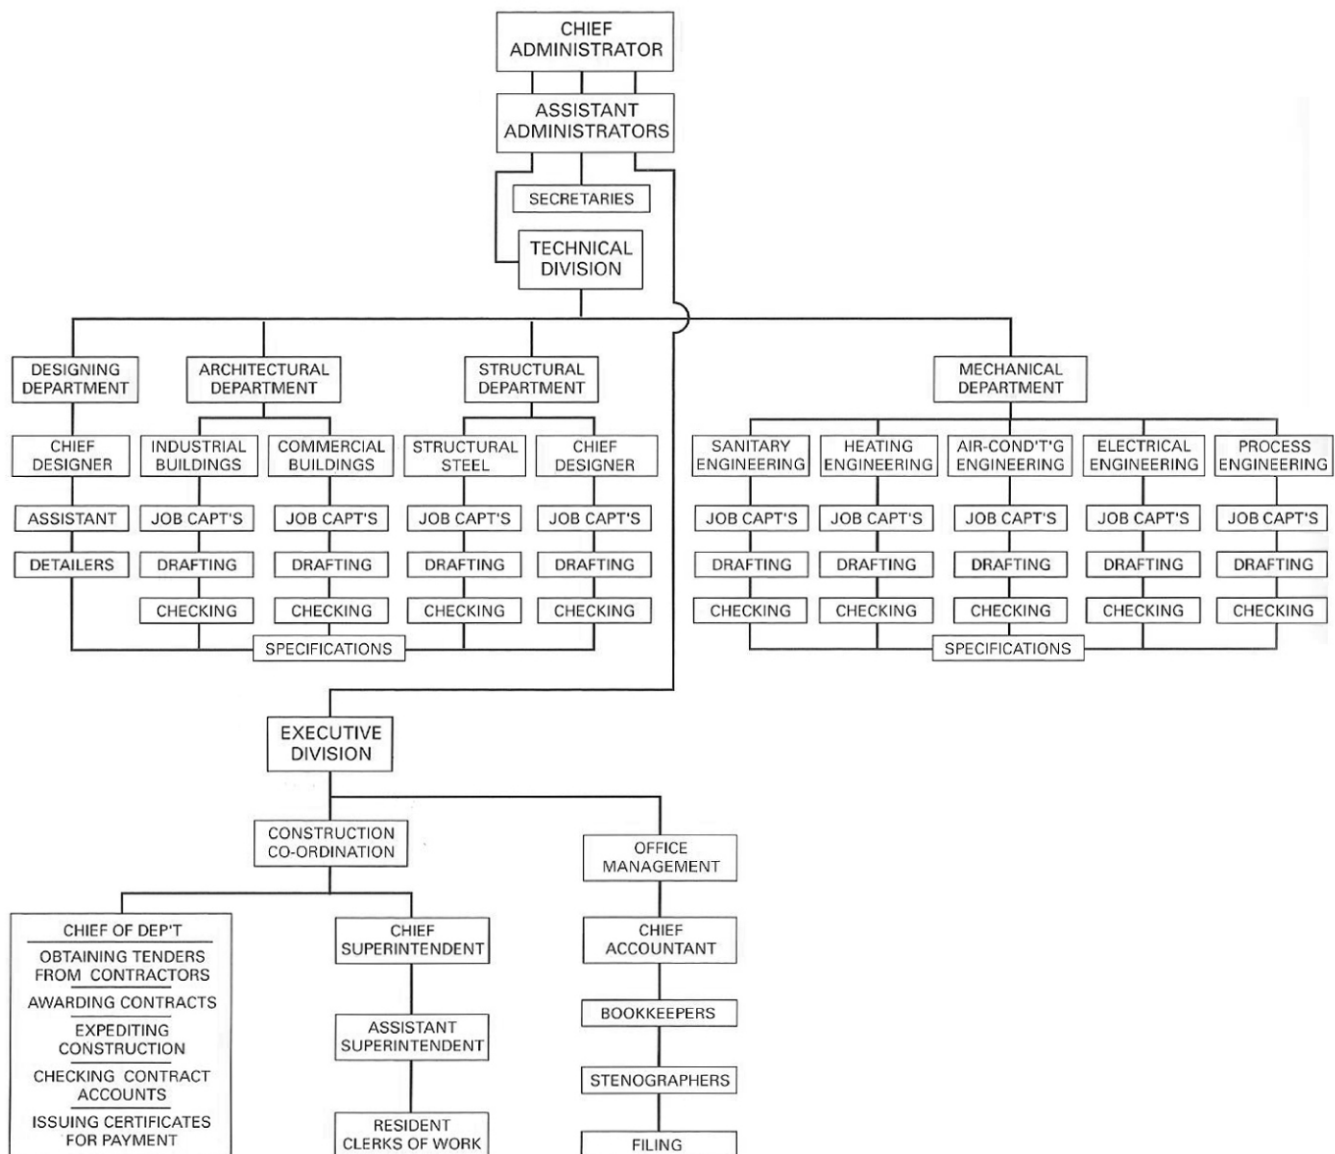 CHIEF
ADMINISTRATOR
ASSISTANT
ADMINISTRATORS
SECRETARIES
TECHNICAL
DIVISION
DESIGNING
DEPARTMENT
ARCHITECTURAL
DEPARTMENT
STRUCTURAL
DEPARTMENT
MECHANICAL
DEPARTMENT
CHIEF
DESIGNER
INDUSTRIAL
BUILDINGS
COMMERCIAL
BUILDINGS
STRUCTURAL
STEEL
CHIEF
DESIGNER
SANITARY
ENGINEERING
HEATING
ENGINEERING
AIR-COND'T'G
ENGINEERING
ELECTRICAL
ENGINEERING
PROCESS
ENGINEERING
ASSISTANT
JOB CAPT'S
JOB CAPT'S
JOB CAPT'S
JOB CAPT'S
JOB CAPT'S
JOB CAPT'S
JOB CAPT'S
JOB CAPT'S
JOB CAPT'S
DETAILERS
DRAFTING
DRAFTING
DRAFTING
DRAFTING
DRAFTING
DRAFTING
DRAFTING
DRAFTING
DRAFTING
CHECKING
CHECKING
CHECKING
CHECKING
CHECKING
CHECKING
CHECKING
CHECKING
CHECKING
SPECIFICATIONS
SPECIFICATIONS
EXECUTIVE
DIVISION
CONSTRUCTION
CO-ORDINATION
OFFICE
MANAGEMENT
CHIEF OF DEP'T
OBTAINING TENDERS
FROM CONTRACTORS
AWARDING CONTRACTS
EXPEDITING
CONSTRUCTION
CHECKING CONTRACT
ACCOUNTS
ISSUING CERTIFICATES
FOR PAYMENT
CHIEF
SUPERINTENDENT
ASSISTANT
SUPERINTENDENT
RESIDENT
CLERKS OF WORK
CHIEF
ACCOUNTANT
BOOKKEEPERS
STENOGRAPHERS
FILING